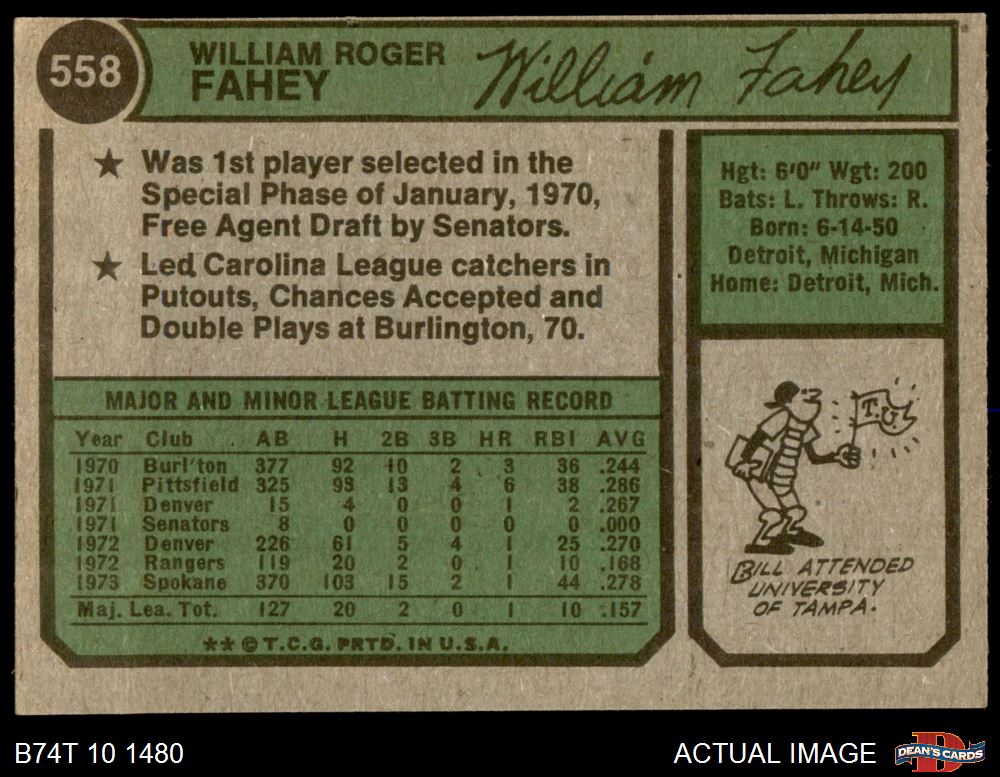 558
WILLIAM ROGER
FAHEY
William Fahey
★ Was 1st player selected in the
Special Phase of January, 1970,
Free Agent Draft by Senators.
★ Led Carolina League catchers in
Putouts, Chances Accepted and
Double Plays at Burlington, 70.
Hgt: 6'0" Wgt: 200
Bats: L. Throws: R.
Born: 6-14-50
Detroit, Michigan
Home: Detroit, Mich.
MAJOR AND MINOR LEAGUE BATTING RECORD
Year Club AB H 2B 3B HR RBI AVG
1970 Burl'ton 377 92 10 2 3 36 .244
1971 Pittsfield 325 93 13 4 6 38 .286
1971 Denver 15 4 0 0 1 2 .267
1971 Senators 8 0 0 0 0 0 .000
1972 Denver 226 61 5 4 1 25 .270
1972 Rangers 119 20 2 0 1 10 .168
1973 Spokane 370 103 15 2 1 44 .278
Maj. Lea. Tot. 127 20 2 0 1 10 .157
** © T.C.G. PRTD. IN U.S.A.
T.U.
BILL ATTENDED
UNIVERSITY
OF TAMPA.
B74T 10 1480
ACTUAL IMAGE
DEAN'S CARDS